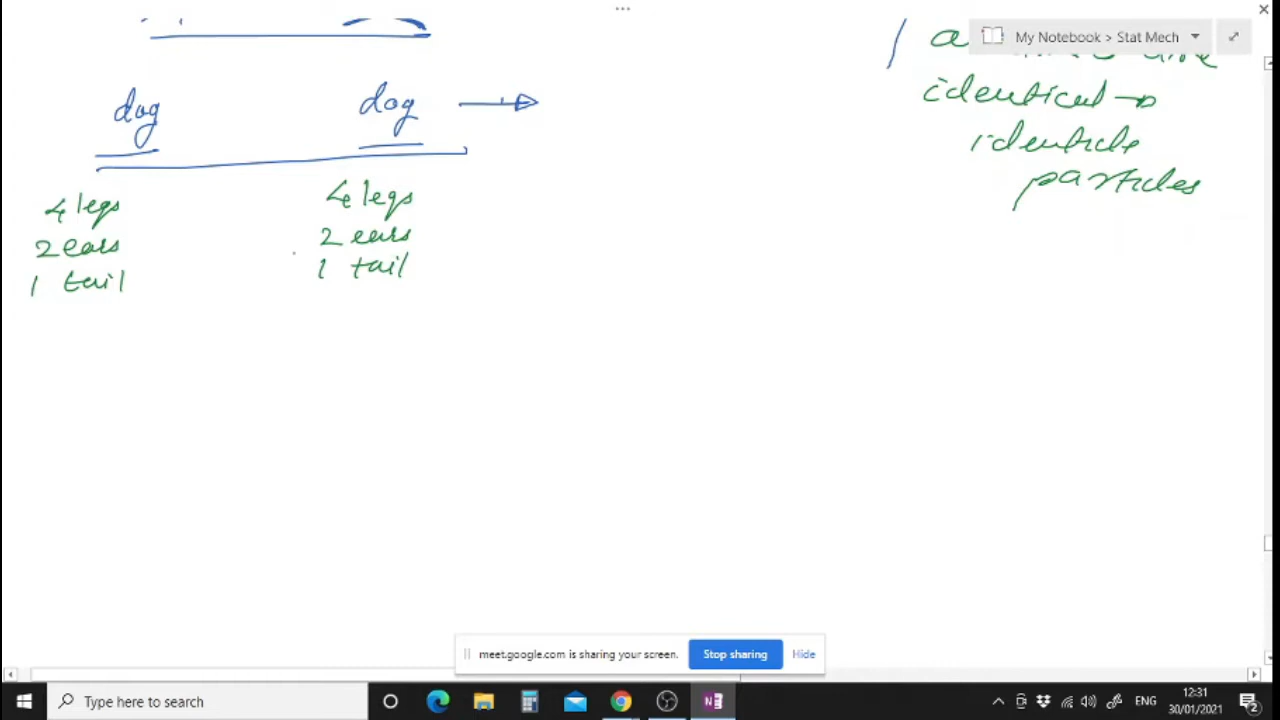 ...
My Notebook > Stat Mech
a
identical →
identicle
particles
dog dog →
4 legs
2 ears
1 tail
4 legs
2 ears
1 tail
meet.google.com is sharing your screen. Stop sharing Hide
Type here to search
ENG
12:31
30/01/2021
2